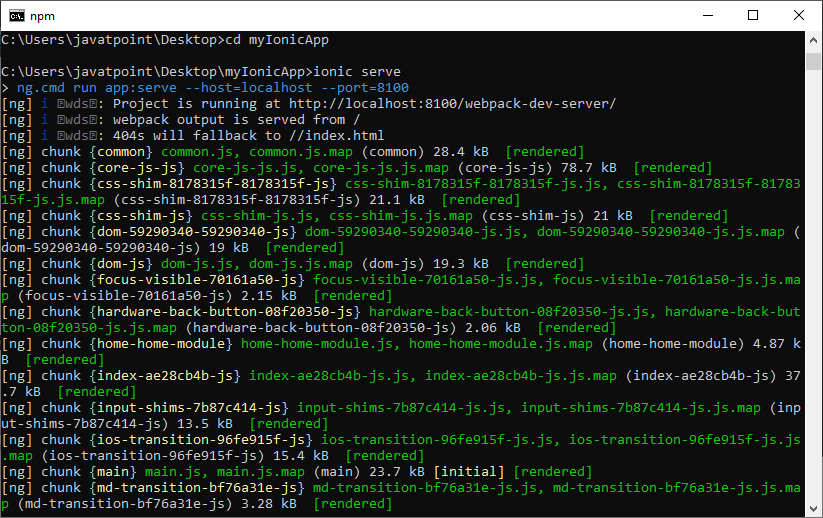 npm
C:\Users\javatpoint\Desktop>cd myIonicApp
C:\Users\javatpoint\Desktop\myIonicApp>ionic serve
> ng.cmd run app:serve --host=localhost --port=8100
[ng] i 「wds」: Project is running at http://localhost:8100/webpack-dev-server/
[ng] i 「wds」: webpack output is served from /
[ng] i 「wds」: 404s will fallback to //index.html
[ng] chunk {common} common.js, common.js.map (common) 28.4 kB  [rendered]
[ng] chunk {core-js-js} core-js-js.js, core-js-js.js.map (core-js-js) 78.7 kB  [rendered]
[ng] chunk {css-shim-8178315f-8178315f-js} css-shim-8178315f-8178315f-js.js, css-shim-8178315f-81783
15f-js.js.map (css-shim-8178315f-8178315f-js) 21.1 kB  [rendered]
[ng] chunk {css-shim-js} css-shim-js.js, css-shim-js.js.map (css-shim-js) 21 kB  [rendered]
[ng] chunk {dom-59290340-59290340-js} dom-59290340-59290340-js.js, dom-59290340-59290340-js.js.map (
dom-59290340-59290340-js) 19 kB  [rendered]
[ng] chunk {dom-js} dom-js.js, dom-js.js.map (dom-js) 19.3 kB  [rendered]
[ng] chunk {focus-visible-70161a50-js} focus-visible-70161a50-js.js, focus-visible-70161a50-js.js.ma
p (focus-visible-70161a50-js) 2.15 kB  [rendered]
[ng] chunk {hardware-back-button-08f20350-js} hardware-back-button-08f20350-js.js, hardware-back-but
ton-08f20350-js.js.map (hardware-back-button-08f20350-js) 2.06 kB  [rendered]
[ng] chunk {home-home-module} home-home-module.js, home-home-module.js.map (home-home-module) 4.87 k
B  [rendered]
[ng] chunk {index-ae28cb4b-js} index-ae28cb4b-js.js, index-ae28cb4b-js.js.map (index-ae28cb4b-js) 37
.7 kB  [rendered]
[ng] chunk {input-shims-7b87c414-js} input-shims-7b87c414-js.js, input-shims-7b87c414-js.js.map (inp
ut-shims-7b87c414-js) 13.5 kB  [rendered]
[ng] chunk {ios-transition-96fe915f-js} ios-transition-96fe915f-js.js, ios-transition-96fe915f-js.js
.map (ios-transition-96fe915f-js) 15.4 kB  [rendered]
[ng] chunk {main} main.js, main.js.map (main) 23.7 kB [initial] [rendered]
[ng] chunk {md-transition-bf76a31e-js} md-transition-bf76a31e-js.js, md-transition-bf76a31e-js.js.ma
p (md-transition-bf76a31e-js) 3.28 kB  [rendered]